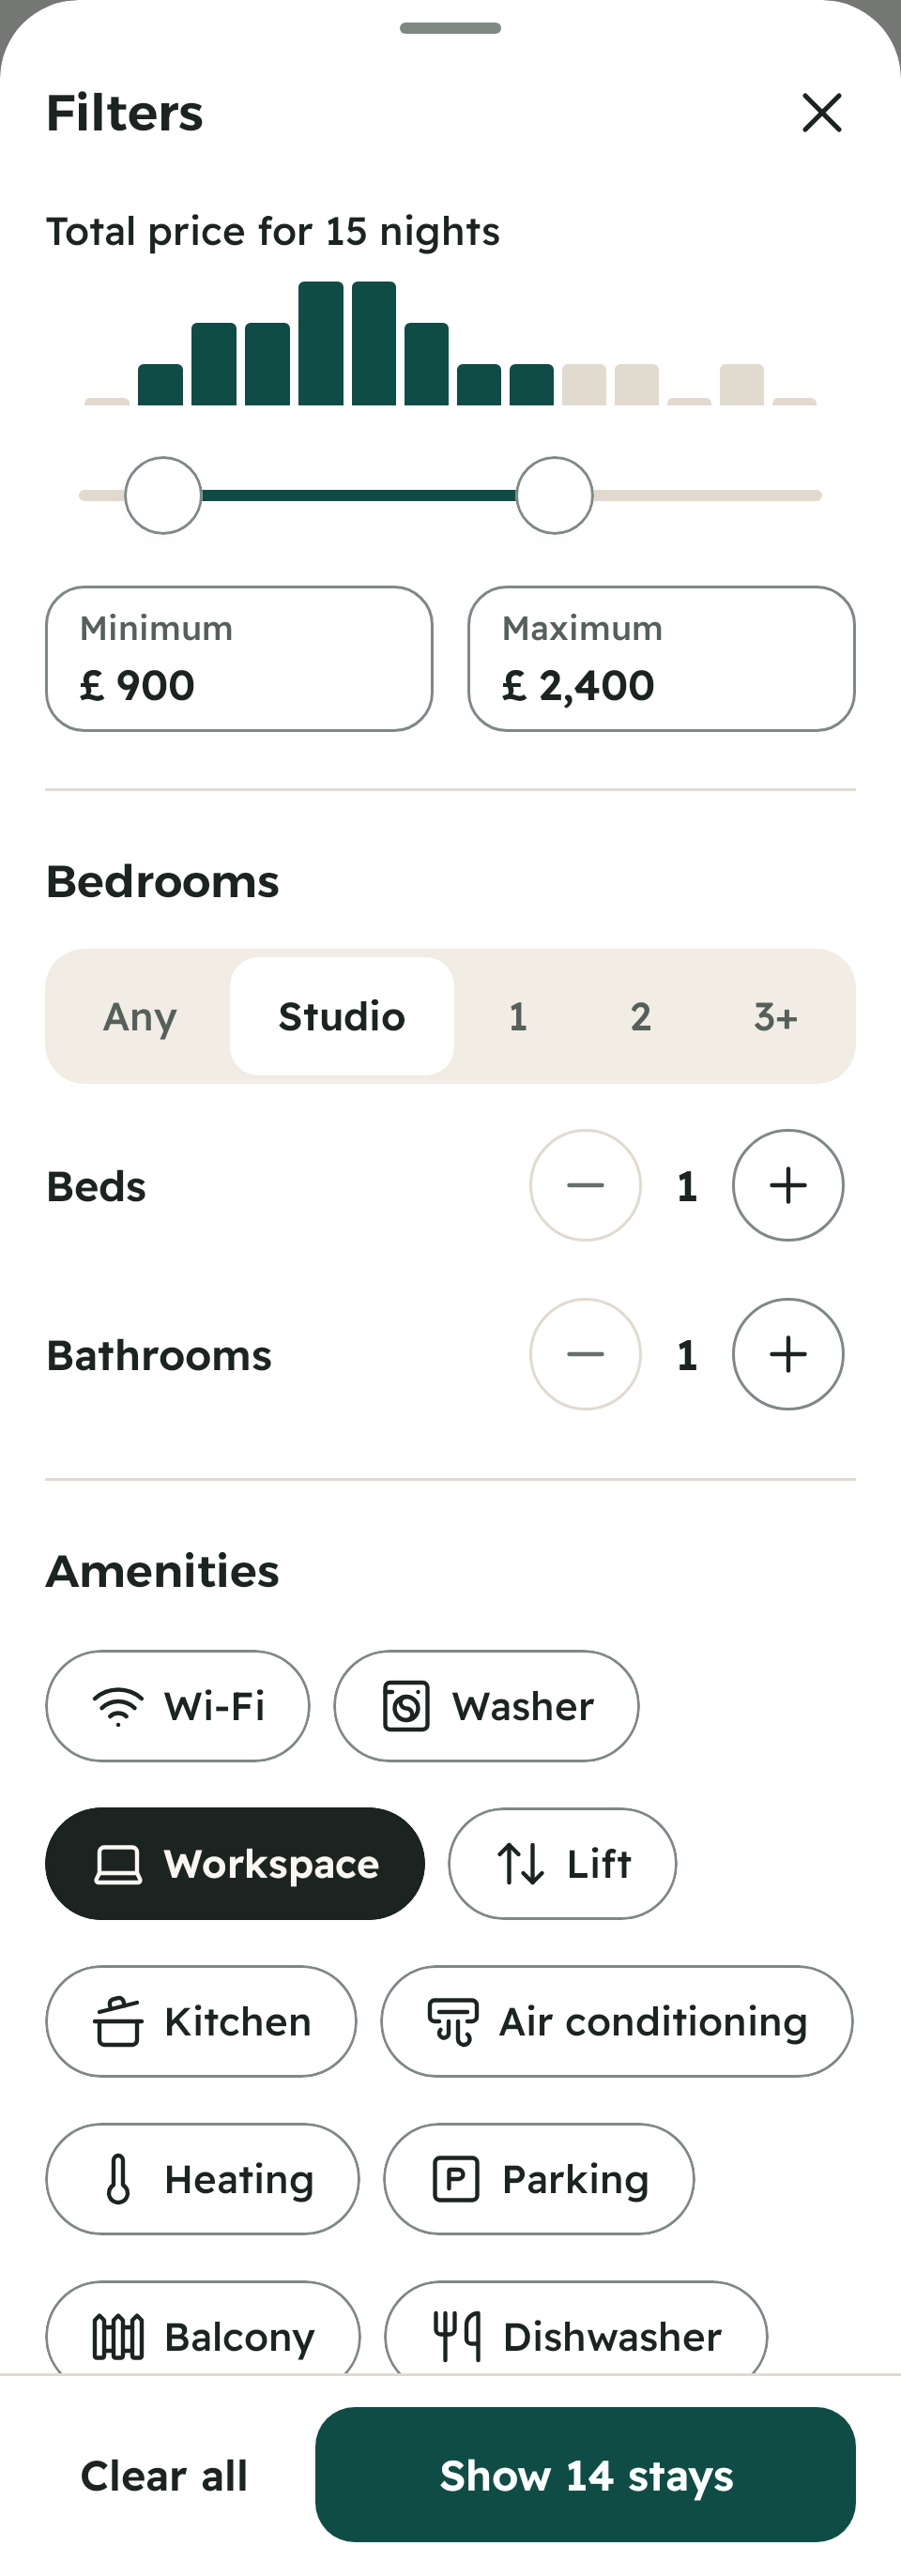 Filters
Total price for 15 nights
Minimum Maximum
£ 900 £ 2,400
Bedrooms
Any Studio 1 2 3+
Beds 1
Bathrooms 1
Amenities
Wi-Fi Washer
Workspace Lift
Kitchen Air conditioning
Heating P Parking
Balcony Dishwasher
Clear all Show 14 stays